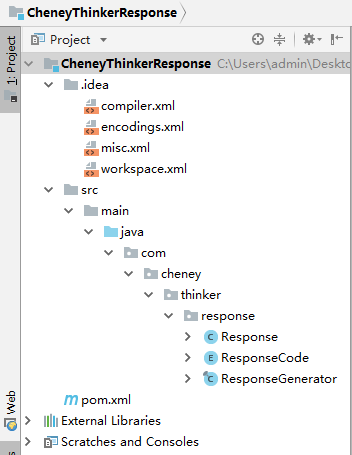 CheneyThinkerResponse
1: Project
Project
CheneyThinkerResponse C:\Users\admin\Deskto
.idea
compiler.xml
encodings.xml
misc.xml
workspace.xml
src
main
java
com
cheney
thinker
response
C Response
E ResponseCode
C ResponseGenerator
m pom.xml
Web
External Libraries
Scratches and Consoles